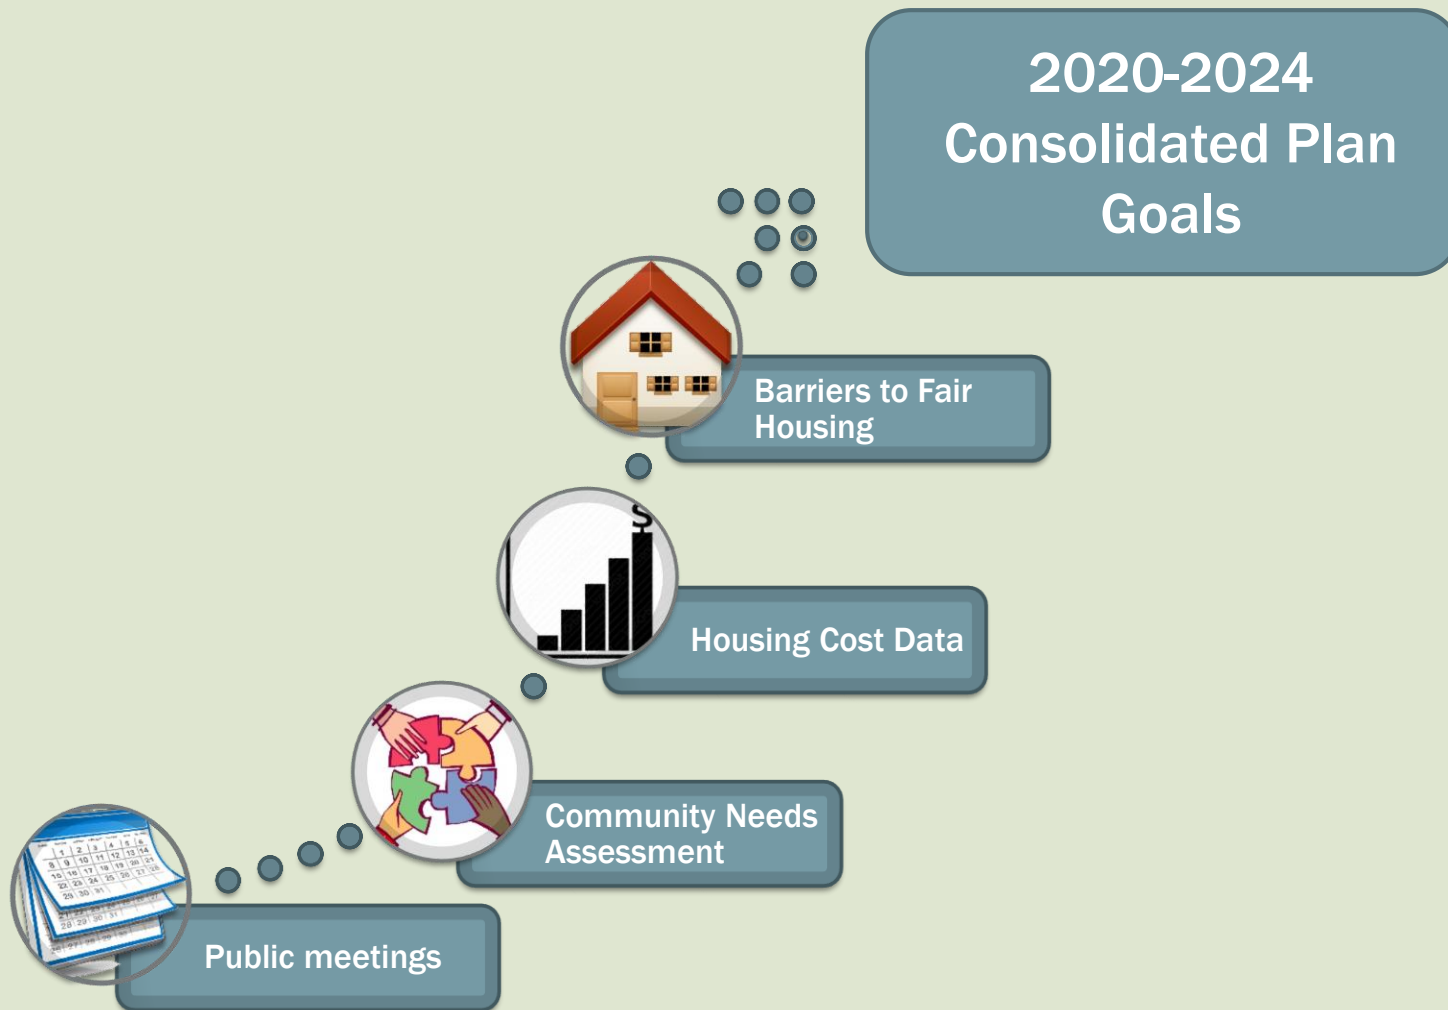 2020-2024
Consolidated Plan
Goals
Barriers to Fair
Housing
$
Housing Cost Data
Community Needs
Assessment
Public meetings